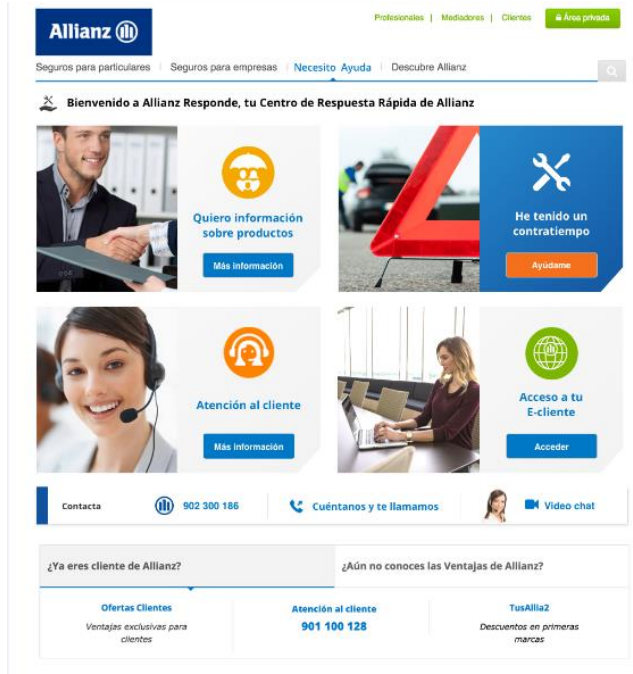 Allianz
Profesionales | Mediadores | Clientes
Área privada
Seguros para particulares | Seguros para empresas | Necesito Ayuda | Descubre Allianz
Bienvenido a Allianz Responde, tu Centro de Respuesta Rápida de Allianz
Quiero información
sobre productos
Más información
He tenido un
contratiempo
Ayúdame
Atención al cliente
Más información
Acceso a tu
E-cliente
Acceder
Contacta
902 300 186
Cuéntanos y te llamamos
Video chat
¿Ya eres cliente de Allianz?
¿Aún no conoces las Ventajas de Allianz?
Ofertas Clientes
Ventajas exclusivas para
clientes
Atención al cliente
901 100 128
TusAllia2
Descuentos en primeras
marcas